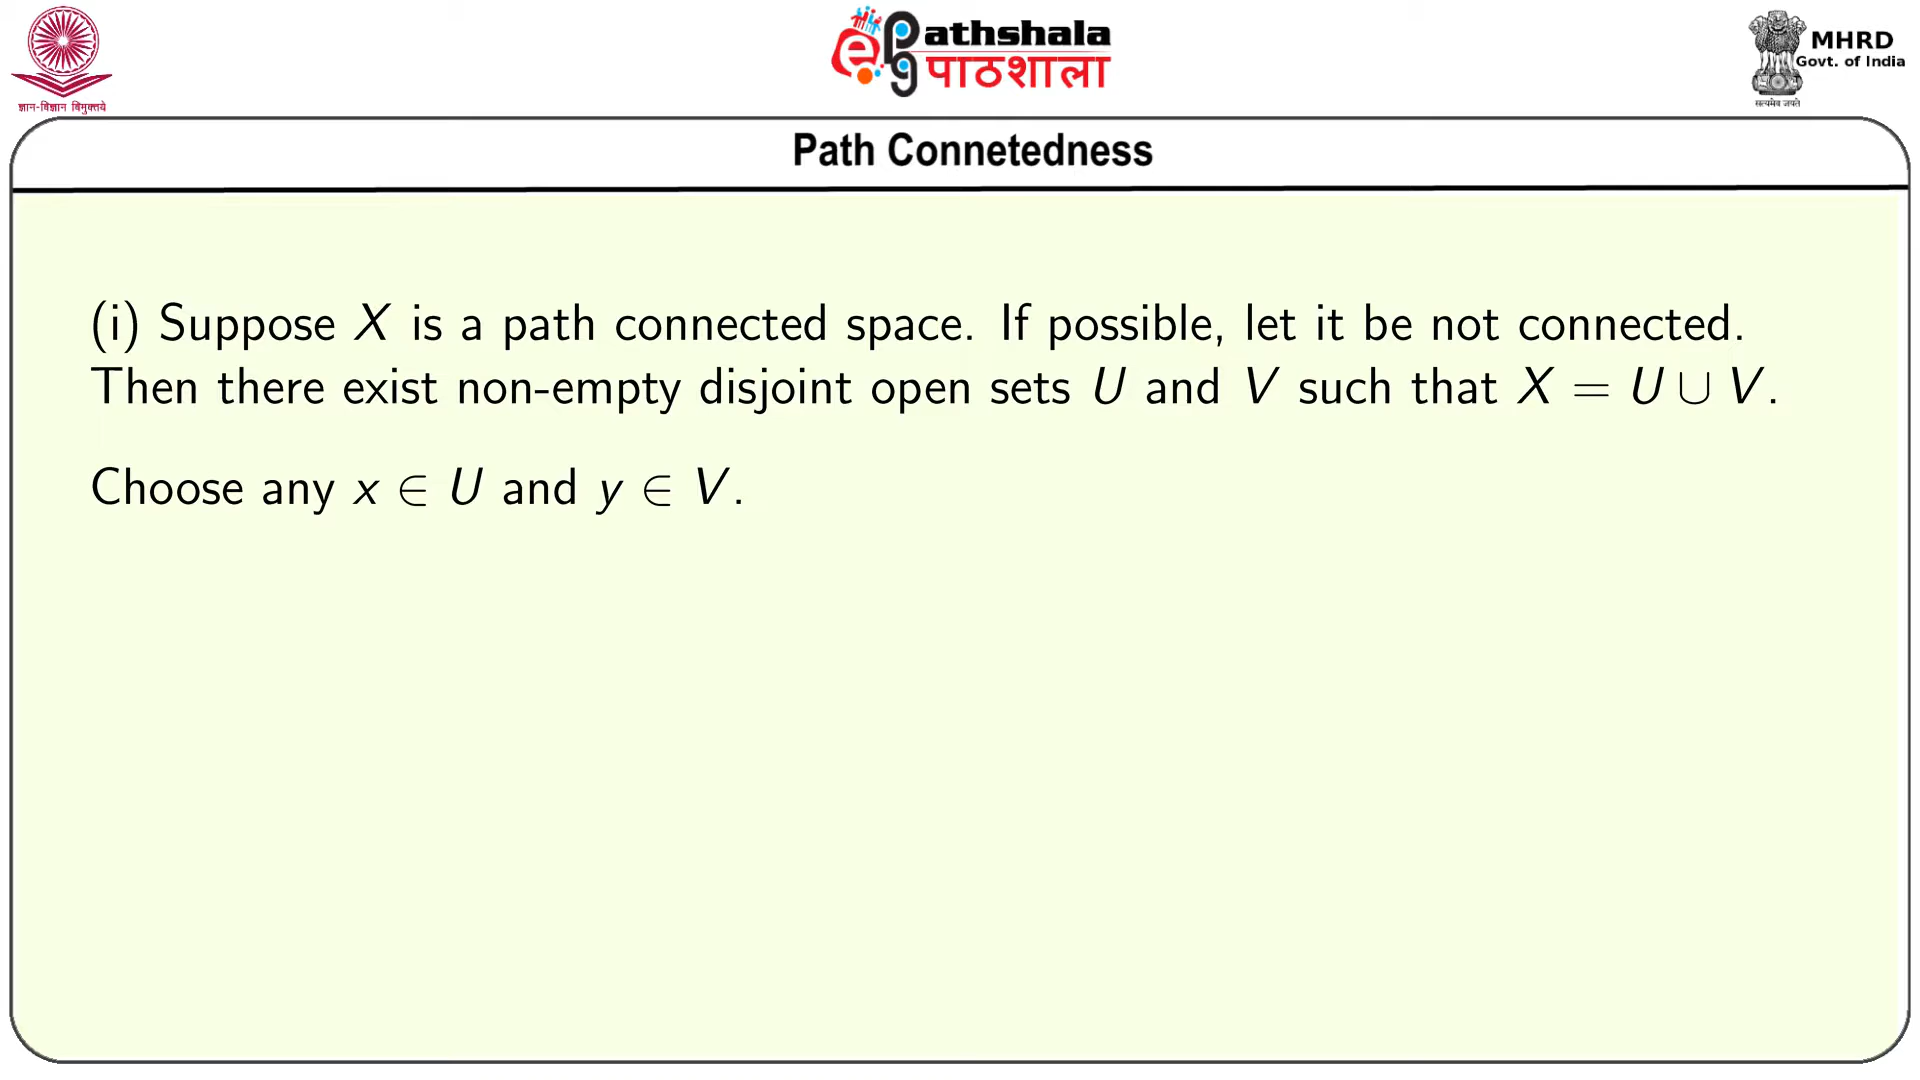 ज्ञान-विज्ञान विमुक्तये
ePGathshala
पाठशाला
MHRD
Govt. of India
सत्यमेव जयते
Path Connetedness
(i) Suppose X is a path connected space. If possible, let it be not connected.
Then there exist non-empty disjoint open sets U and V such that X = U ∪ V.
Choose any x ∈ U and y ∈ V.